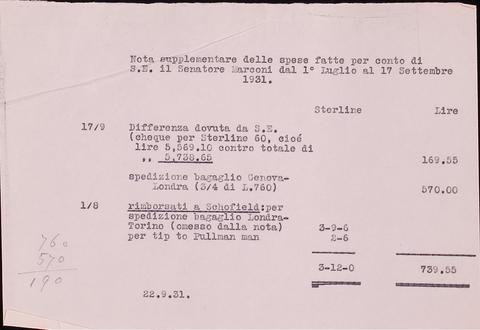 Nota supplementare delle spese fatte per conto di
S.E. il Senatore Marconi dal 1° Luglio al 17 Settembre
1931.
Sterline Lire
17/9 Differenza dovuta da S.E.
(cheque per Sterline 60, cioé
lire 5,569.10 contro totale di
,, 5,738.65 169.55
spedizione bagaglio Genova-
Londra (3/4 di L.760) 570.00
1/8 rimborsati a Schofield:per
spedizione bagaglio Londra-
Torino (omesso dalla nota) 3-9-6
per tip to Pullman man 2-6
3-12-0 739.55
760
570
190
22.9.31.